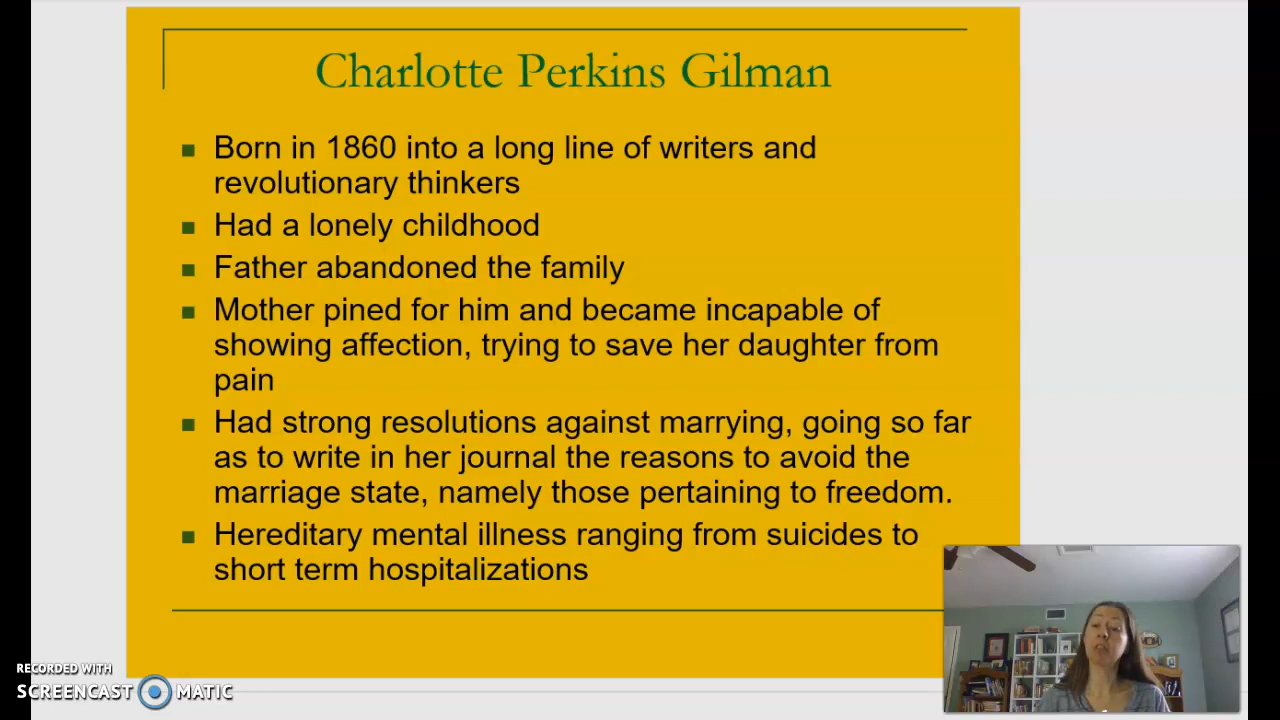 Charlotte Perkins Gilman
Born in 1860 into a long line of writers and
revolutionary thinkers
Had a lonely childhood
Father abandoned the family
Mother pined for him and became incapable of
showing affection, trying to save her daughter from
pain
Had strong resolutions against marrying, going so far
as to write in her journal the reasons to avoid the
marriage state, namely those pertaining to freedom.
Hereditary mental illness ranging from suicides to
short term hospitalizations
RECORDED WITH
SCREENCAST MATIC